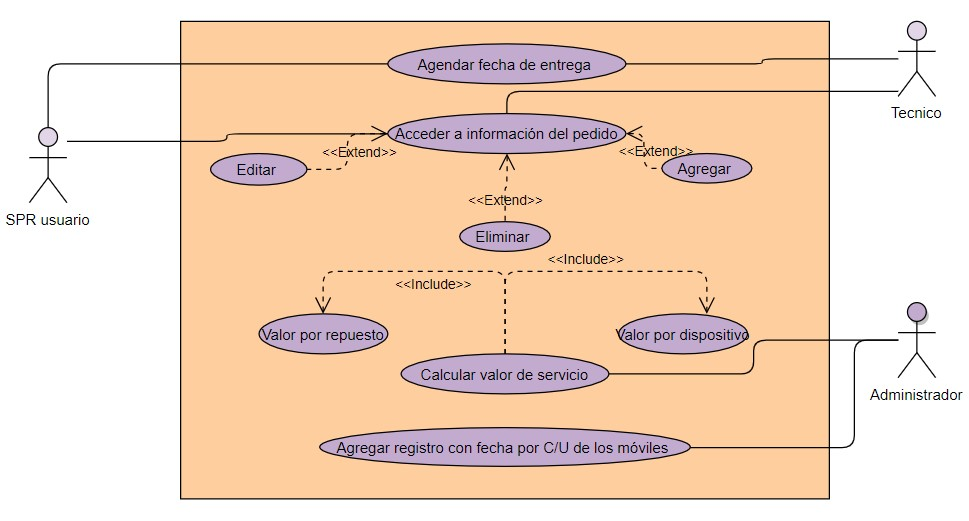 Agendar fecha de entrega
Tecnico
Acceder a información del pedido
<<Extend>>
<<Extend>>
Editar
Agregar
<<Extend>>
SPR usuario
Eliminar
<<Include>>
<<Include>>
Valor por repuesto
Valor por dispositivo
Calcular valor de servicio
Administrador
Agregar registro con fecha por C/U de los móviles